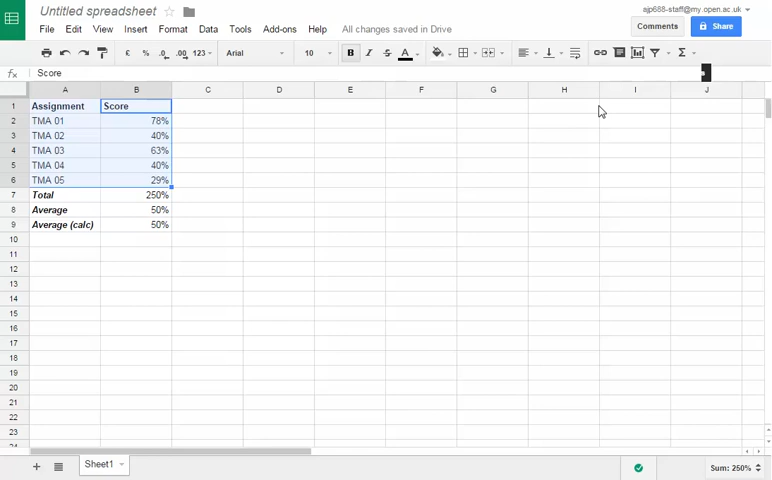 Untitled spreadsheet
ajp688-staff@my.open.ac.uk
File Edit View Insert Format Data Tools Add-ons Help All changes saved in Drive
Comments Share
£ % .0 .00 123 Arial 10 B I A Σ
fx Score
A B C D E F G H I J
1 Assignment Score
2 TMA 01 78%
3 TMA 02 40%
4 TMA 03 63%
5 TMA 04 40%
6 TMA 05 29%
7 Total 250%
8 Average 50%
9 Average (calc) 50%
10
11
12
13
14
15
16
17
18
19
20
21
22
23
24
+ Sheet1 Sum: 250%